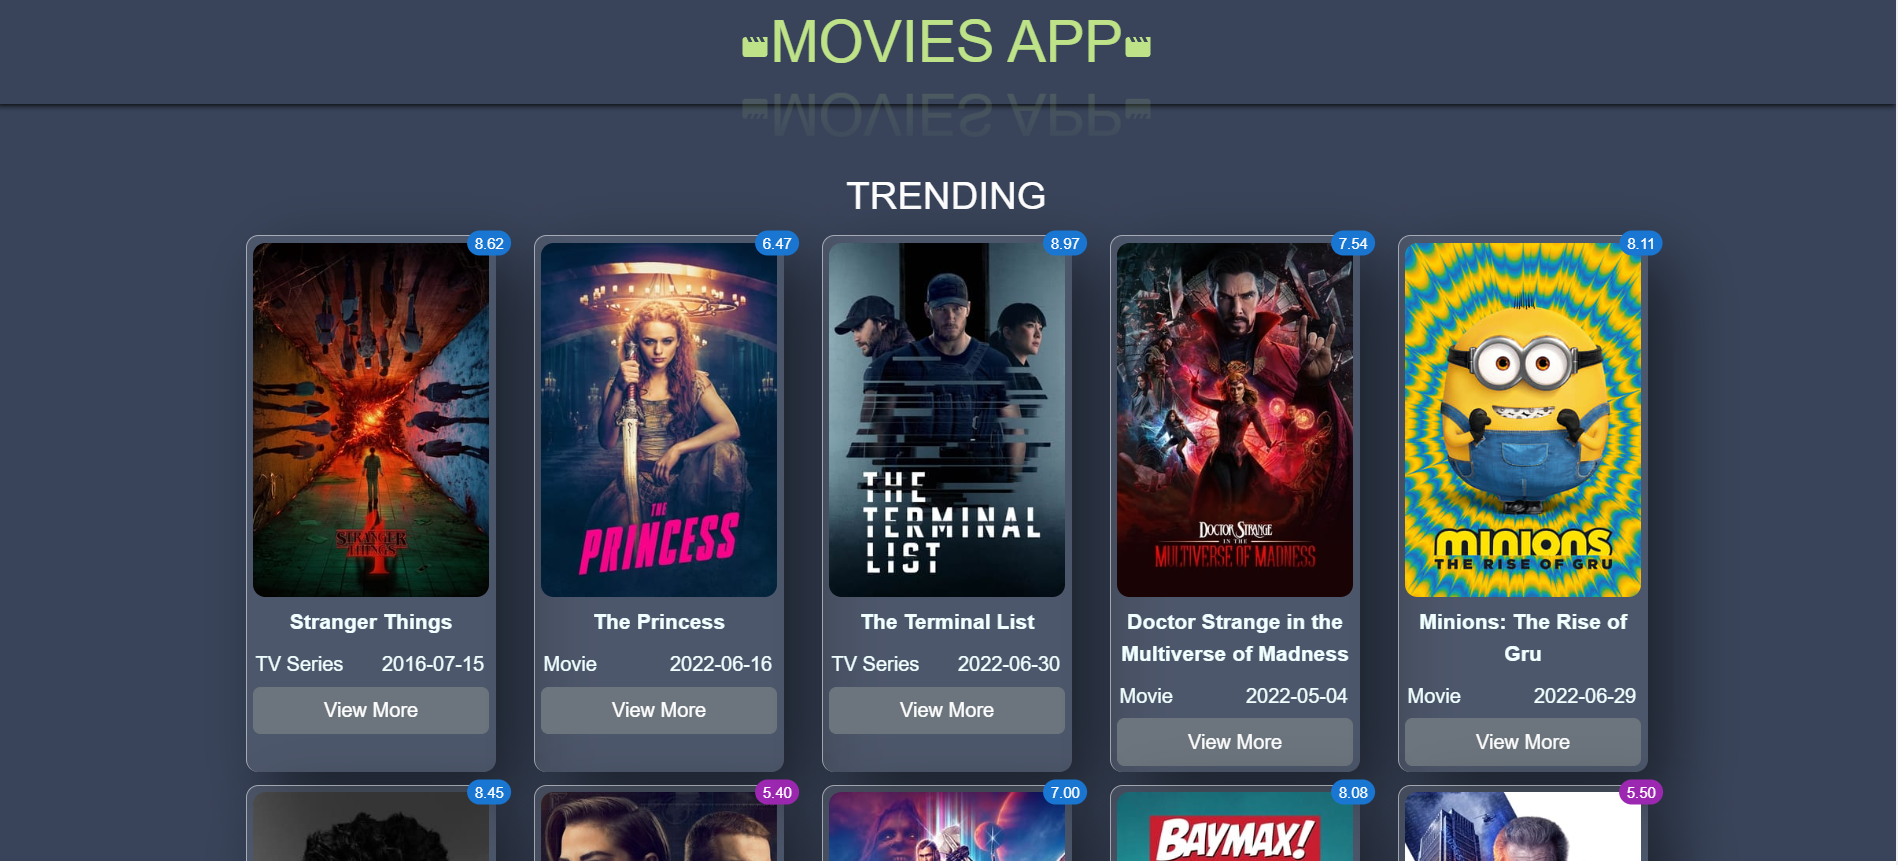 MOVIES APP
MOVIES APP
TRENDING
8.62
6.47
8.97
7.54
8.11
STRANGER
THINGS
4
THE
PRINCESS
THE
TERMINAL
LIST
DOCTOR STRANGE
IN THE
MULTIVERSE OF MADNESS
minions
THE RISE OF GRU
Stranger Things
The Princess
The Terminal List
Doctor Strange in the
Multiverse of Madness
Minions: The Rise of
Gru
TV Series 2016-07-15
Movie 2022-06-16
TV Series 2022-06-30
Movie 2022-05-04
Movie 2022-06-29
View More
View More
View More
View More
View More
8.45
5.40
7.00
8.08
5.50
BAYMAX!